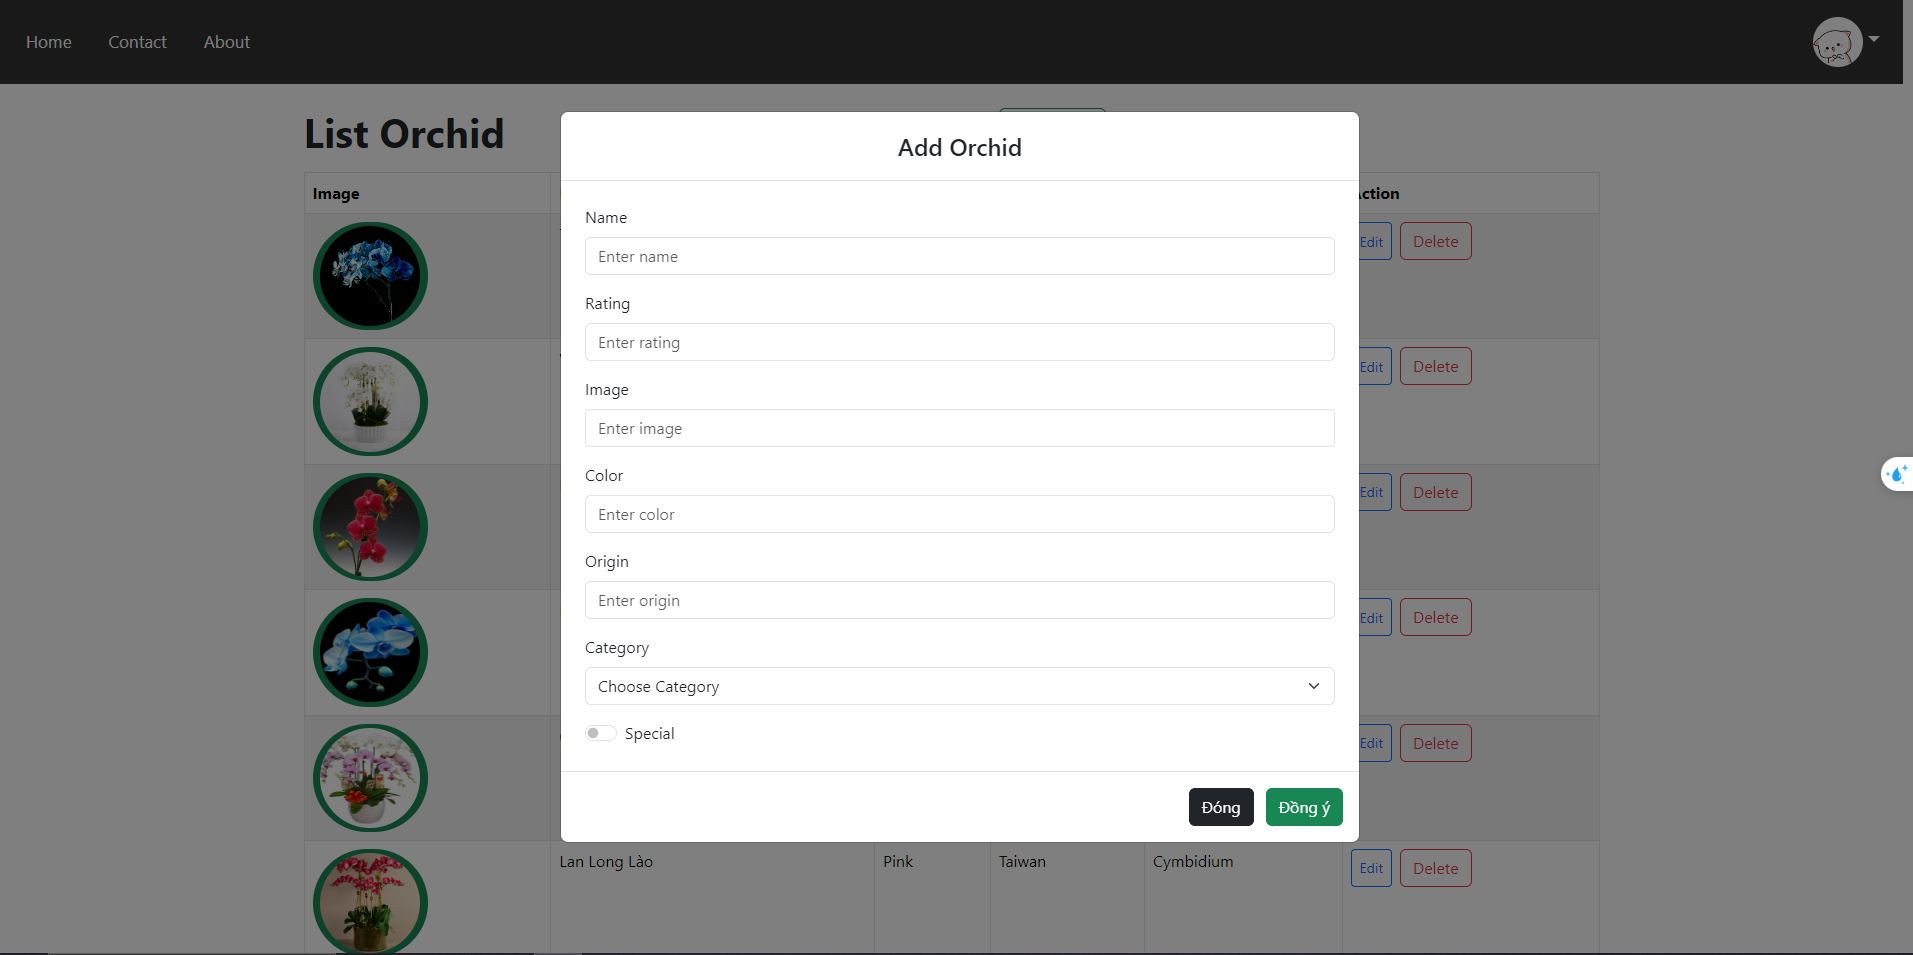 Home Contact About
List Orchid
Image
Edit Delete
Edit Delete
Edit Delete
Edit Delete
Edit Delete
Lan Long Lào Pink Taiwan Cymbidium Edit Delete
Add Orchid
Name
Enter name
Rating
Enter rating
Image
Enter image
Color
Enter color
Origin
Enter origin
Category
Choose Category
Special
Đóng Đồng ý